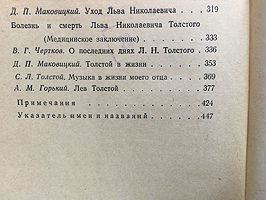 Д. П. Маковицкий. Уход Льва Николаевича . . . 319
Болезнь и смерть Льва Николаевича Толстого
(Медицинское заключение) . . . . . . 333
В. Г. Чертков. О последних днях Л. Н. Толстого . 336
Д. П. Маковицкий. Толстой в жизни . . . . . 353
С. Л. Толстой, Музыка в жизни моего отца . . . 369
А. М. Горький. Лев Толстой . . . . . . . 377
Примечания . . . . . . . . . . 424
Указатель имен и названий . . . . . . . 447